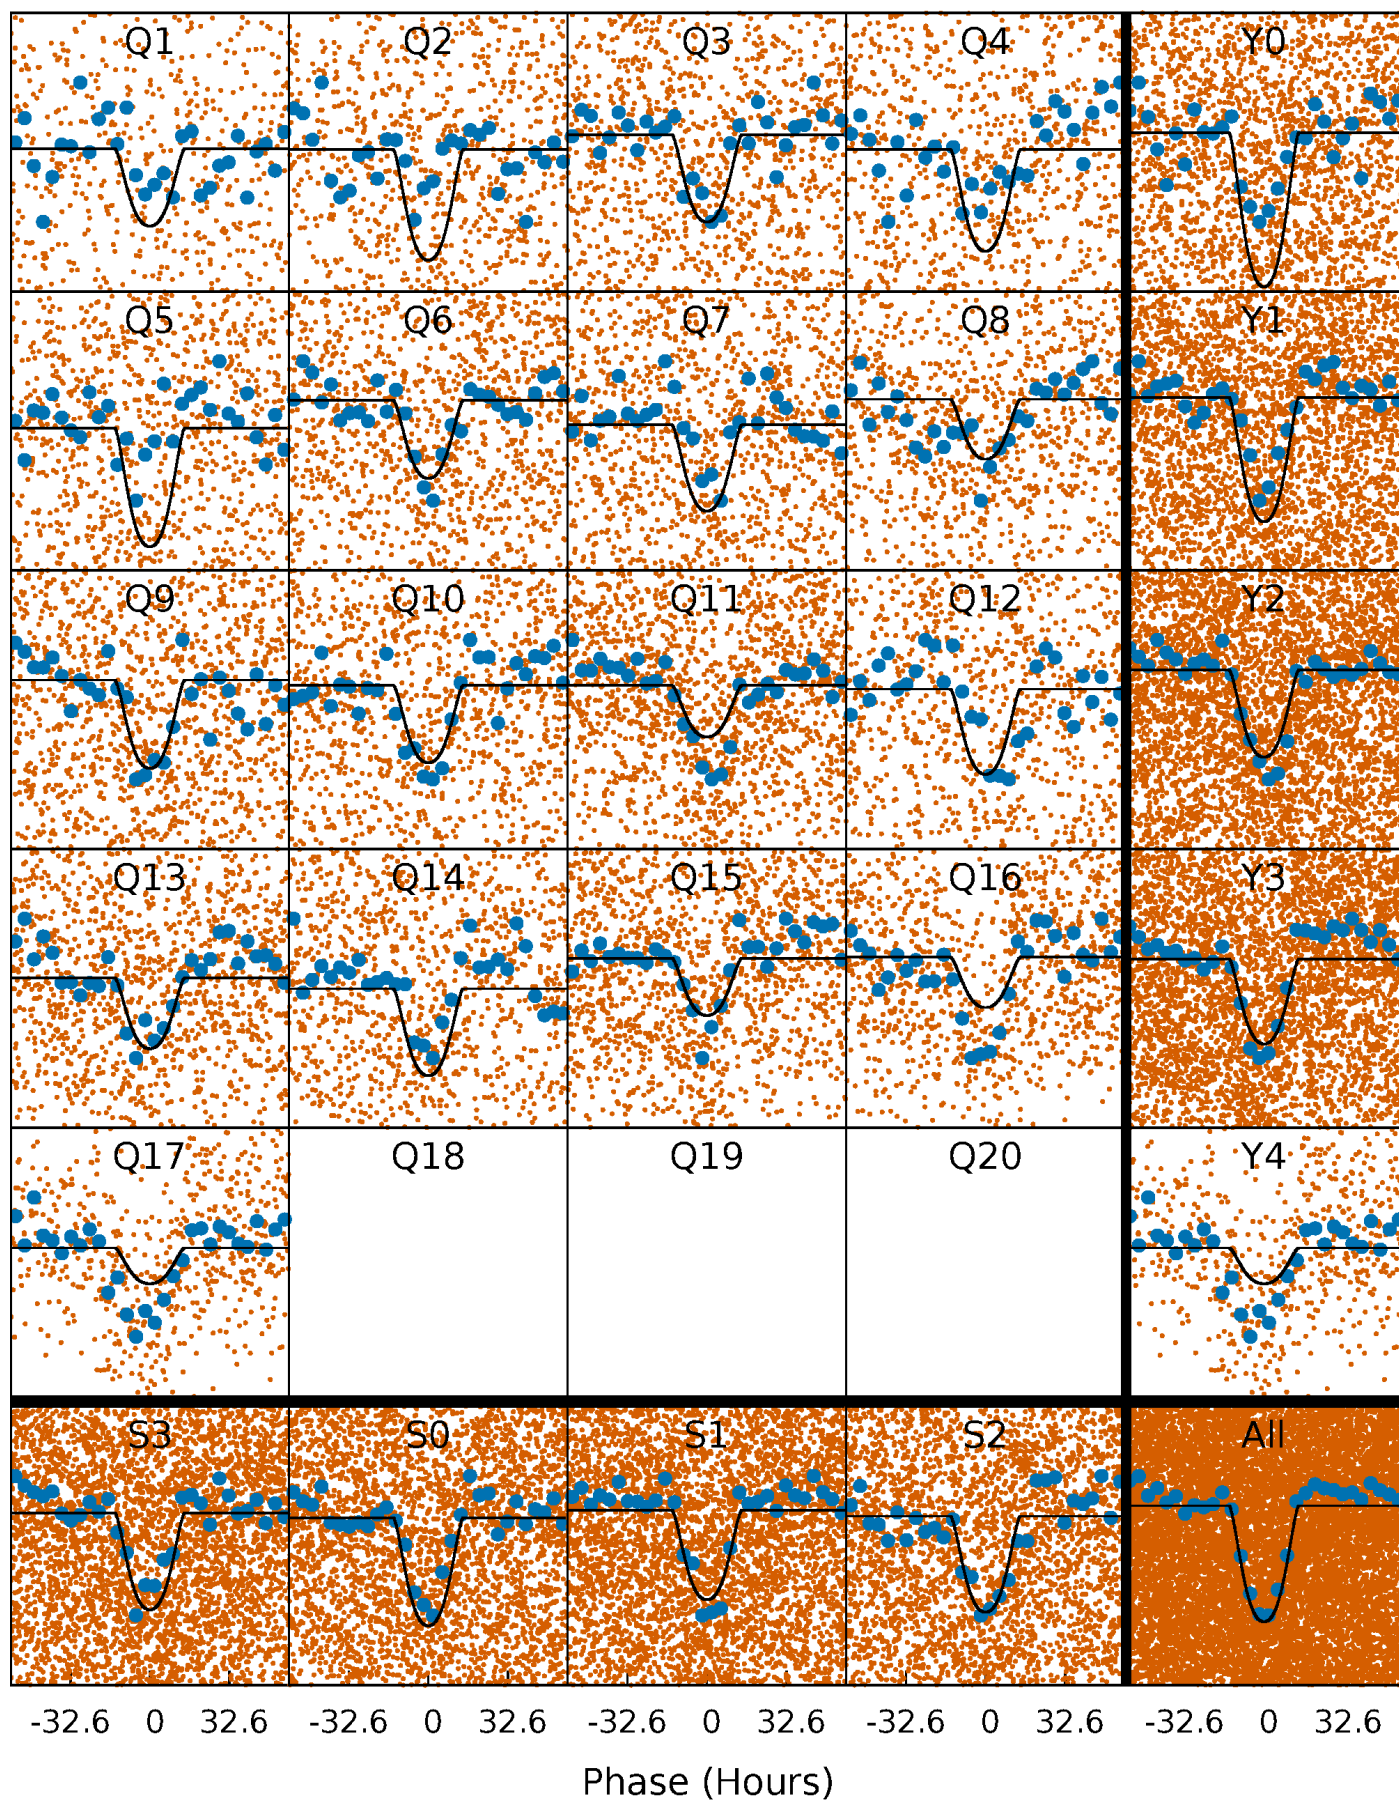 Q1 Q2 Q3 Q4 Y0
Q5 Q6 Q7 Q8 Y1
Q9 Q10 Q11 Q12 Y2
Q13 Q14 Q15 Q16 Y3
Q17 Q18 Q19 Q20 Y4
S3 S0 S1 S2 All
-32.6 0 32.6 -32.6 0 32.6 -32.6 0 32.6 -32.6 0 32.6 -32.6 0 32.6
Phase (Hours)